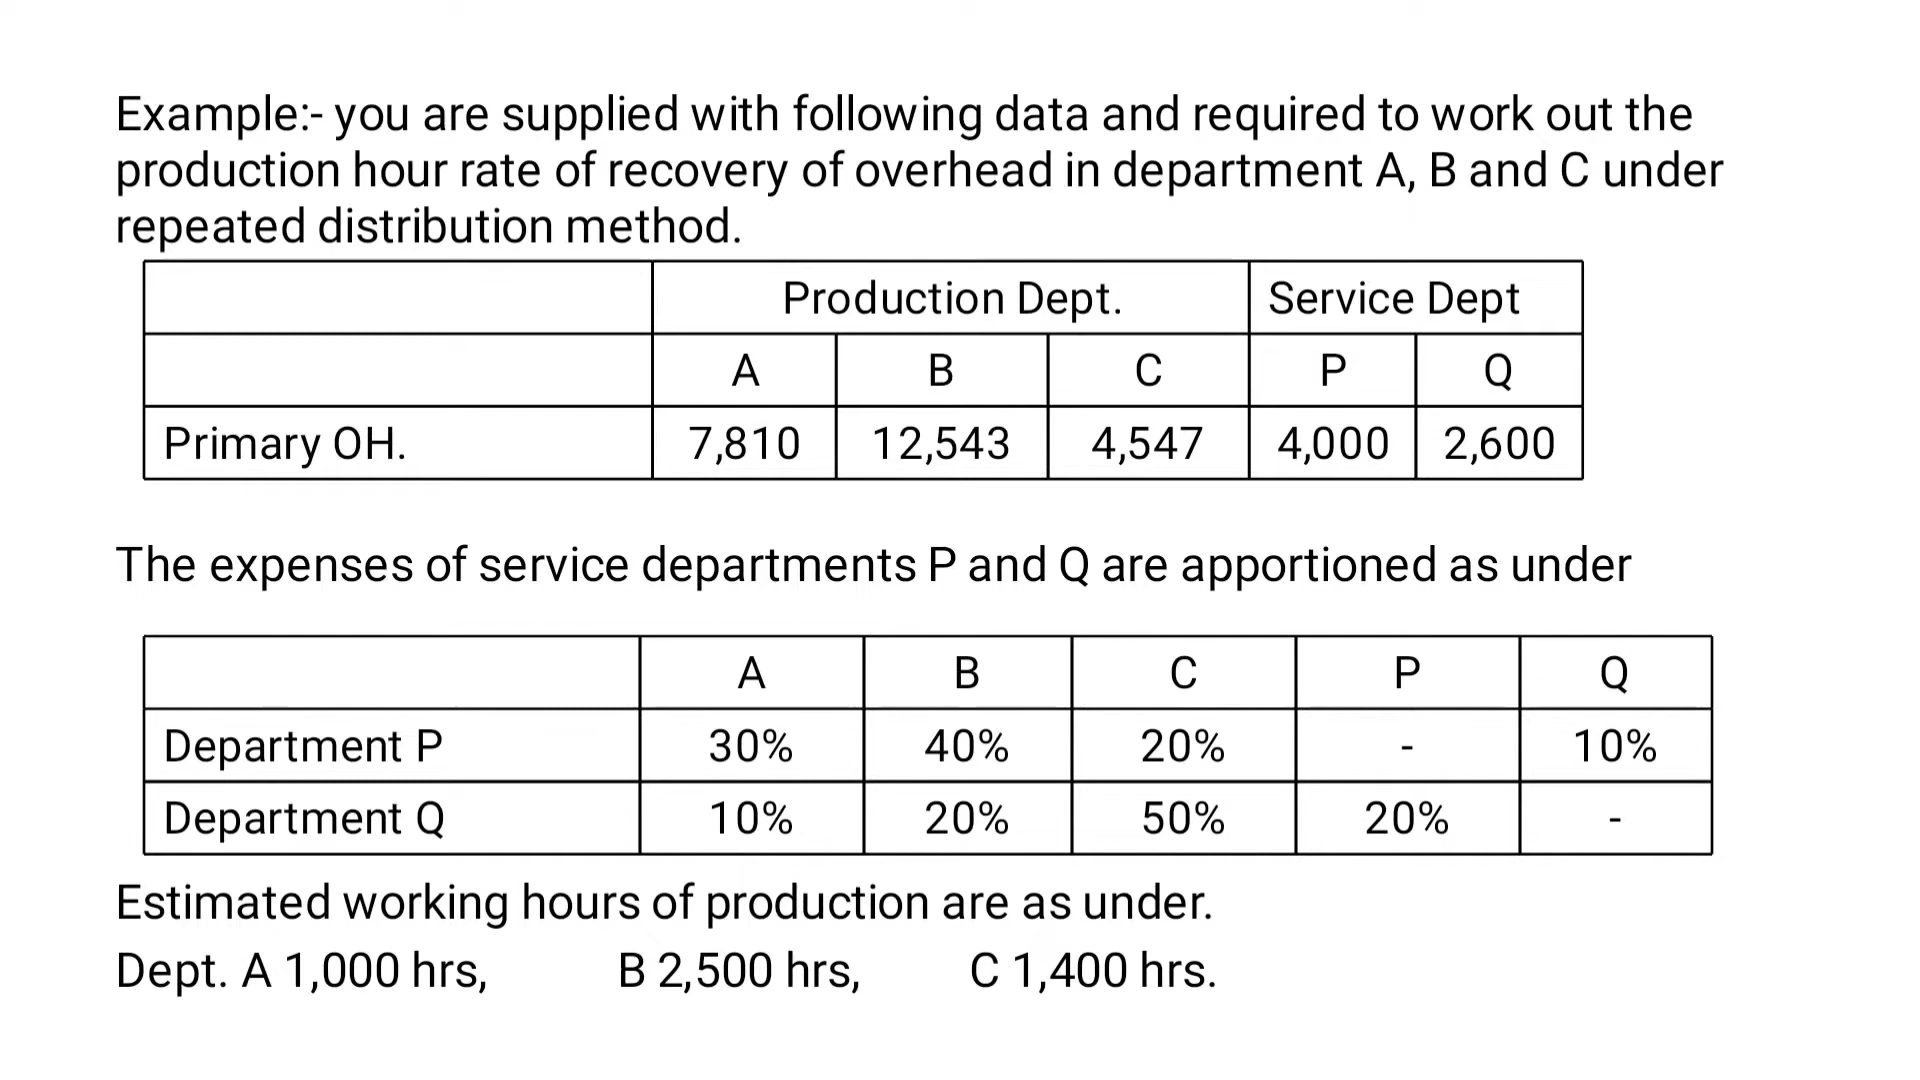 Example:- you are supplied with following data and required to work out the
production hour rate of recovery of overhead in department A, B and C under
repeated distribution method.
Production Dept. Service Dept
A B C P Q
Primary OH. 7,810 12,543 4,547 4,000 2,600
The expenses of service departments P and Q are apportioned as under
A B C P Q
Department P 30% 40% 20% - 10%
Department Q 10% 20% 50% 20% -
Estimated working hours of production are as under.
Dept. A 1,000 hrs, B 2,500 hrs, C 1,400 hrs.